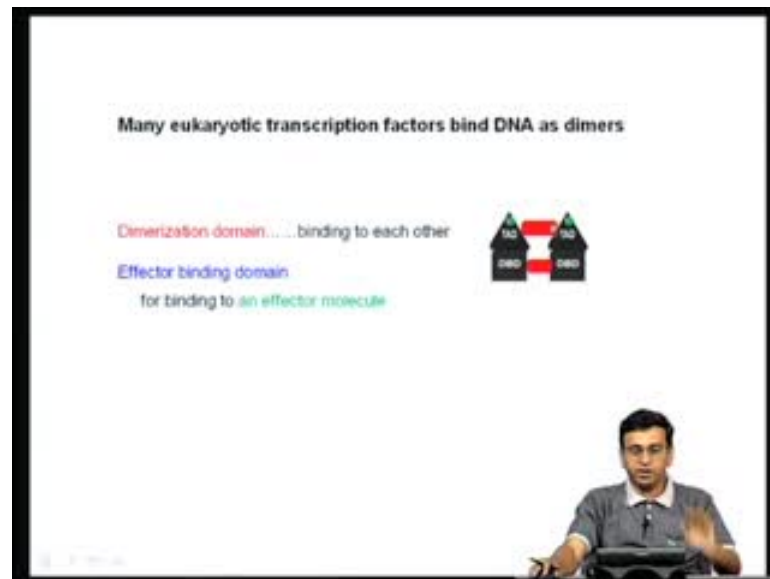 Many eukaryotic transcription factors bind DNA as dimers
Dimerization domain......binding to each other
TAD TAD
DBD DBD
Effector binding domain
for binding to an effector molecule